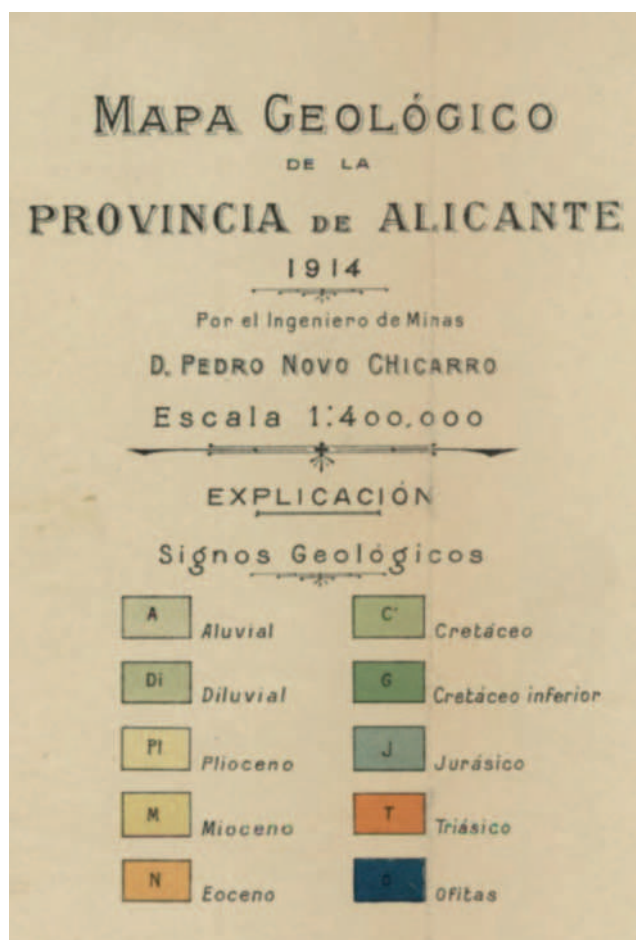 MAPA GEOLÓGICO
DE LA
PROVINCIA DE ALICANTE
1914
Por el Ingeniero de Minas
D. PEDRO NOVO CHICARRO
Escala 1:400.000
EXPLICACIÓN
Signos Geológicos
A Aluvial
Di Diluvial
Pl Plioceno
M Mioceno
N Eoceno
C' Cretáceo
G Cretáceo inferior
J Jurásico
T Triásico
Ofitas